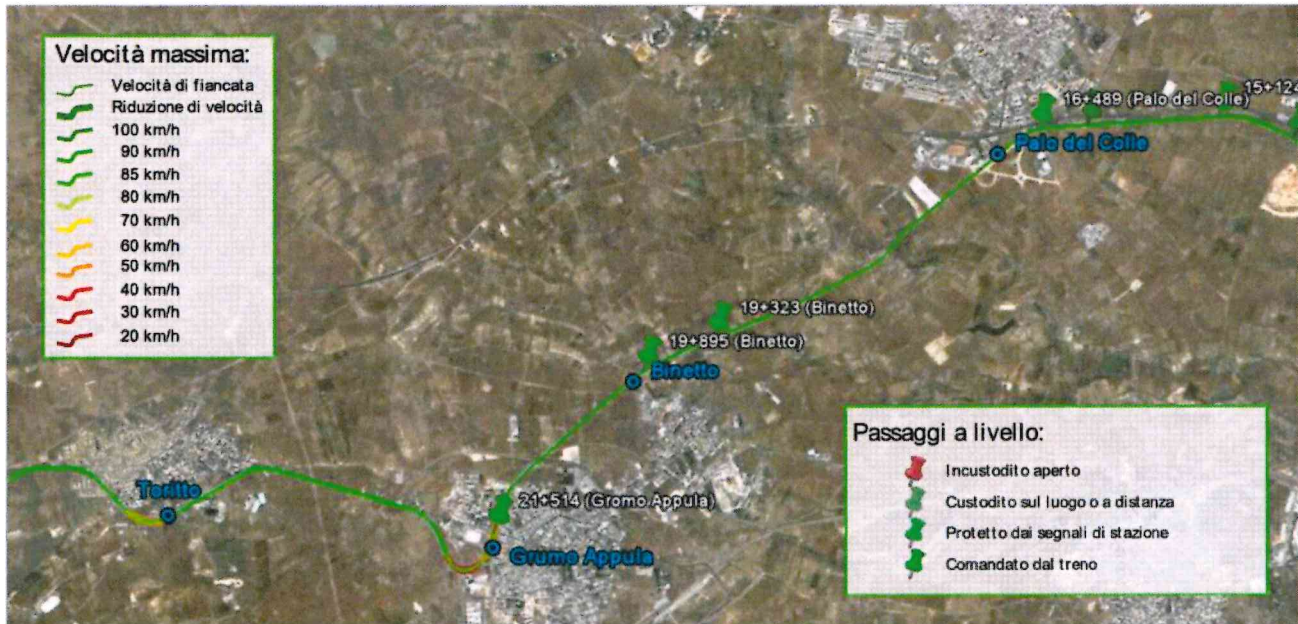 Velocità massima:
Velocità di fiancata
Riduzione di velocità
100 km/h
90 km/h
85 km/h
80 km/h
70 km/h
60 km/h
50 km/h
40 km/h
30 km/h
20 km/h
16+489 (Palo del Colle)
15+124
Palo del Colle
19+323 (Binetto)
19+895 (Binetto)
Binetto
21+514 (Gromo Appula)
Toritto
Grumo Appula
Passaggi a livello:
Incustodito aperto
Custodito sul luogo o a distanza
Protetto dai segnali di stazione
Comandato dal treno